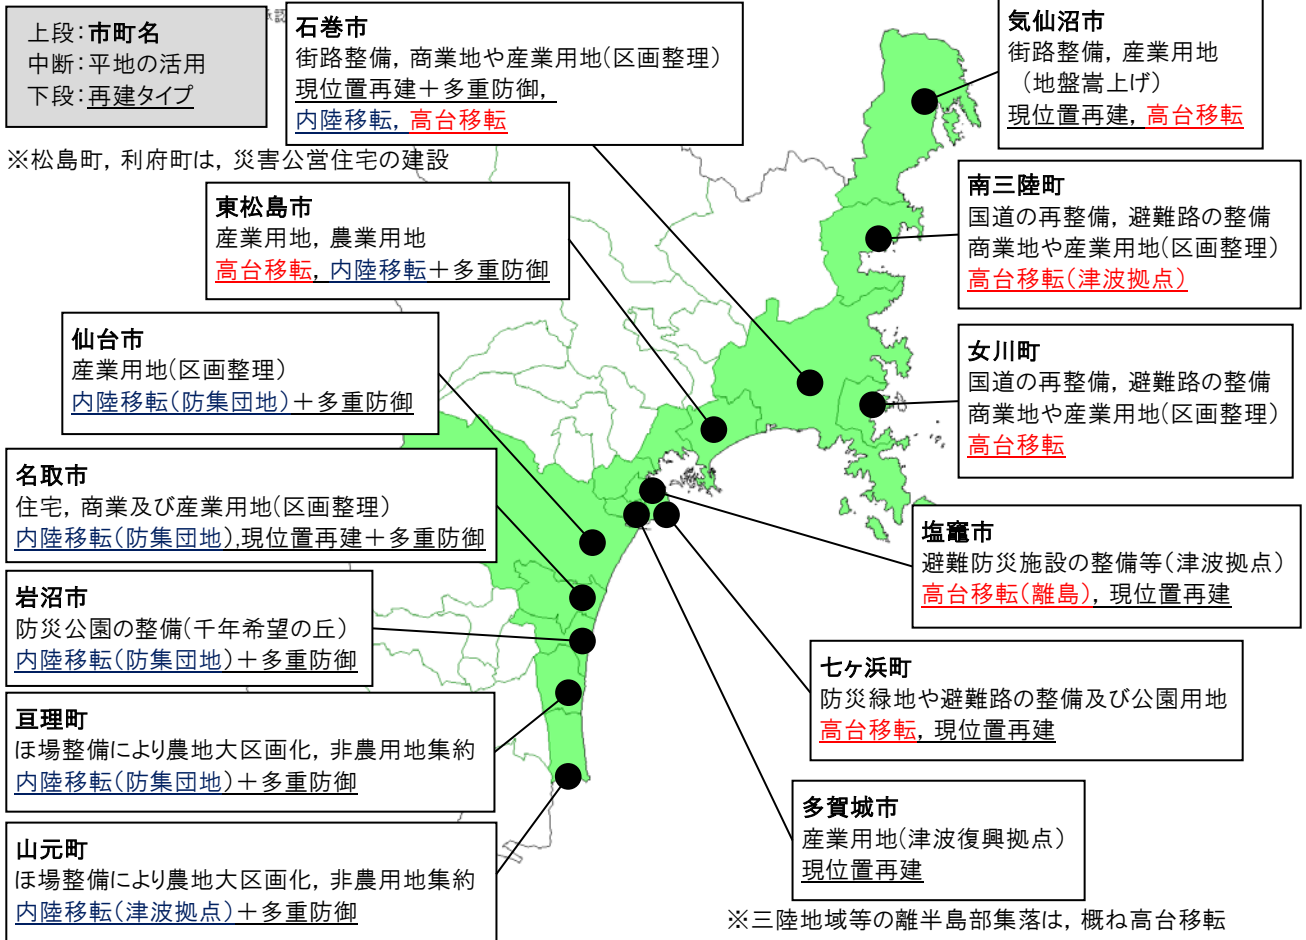 上段：市町名
中断：平地の活用
下段：再建タイプ
※松島町，利府町は，災害公営住宅の建設
石巻市
街路整備，商業地や産業用地(区画整理)
現位置再建＋多重防御，
内陸移転，高台移転
気仙沼市
街路整備，産業用地
（地盤嵩上げ）
現位置再建，高台移転
東松島市
産業用地，農業用地
高台移転，内陸移転＋多重防御
南三陸町
国道の再整備，避難路の整備
商業地や産業用地(区画整理)
高台移転(津波拠点)
仙台市
産業用地(区画整理)
内陸移転(防集団地)＋多重防御
女川町
国道の再整備，避難路の整備
商業地や産業用地(区画整理)
高台移転
名取市
住宅，商業及び産業用地(区画整理)
内陸移転(防集団地),現位置再建＋多重防御
塩竈市
避難防災施設の整備等(津波拠点)
高台移転(離島)，現位置再建
岩沼市
防災公園の整備(千年希望の丘)
内陸移転(防集団地)＋多重防御
七ヶ浜町
防災緑地や避難路の整備及び公園用地
高台移転，現位置再建
亘理町
ほ場整備により農地大区画化，非農用地集約
内陸移転(防集団地)＋多重防御
多賀城市
産業用地(津波復興拠点)
現位置再建
山元町
ほ場整備により農地大区画化，非農用地集約
内陸移転(津波拠点)＋多重防御
※三陸地域等の離半島部集落は，概ね高台移転